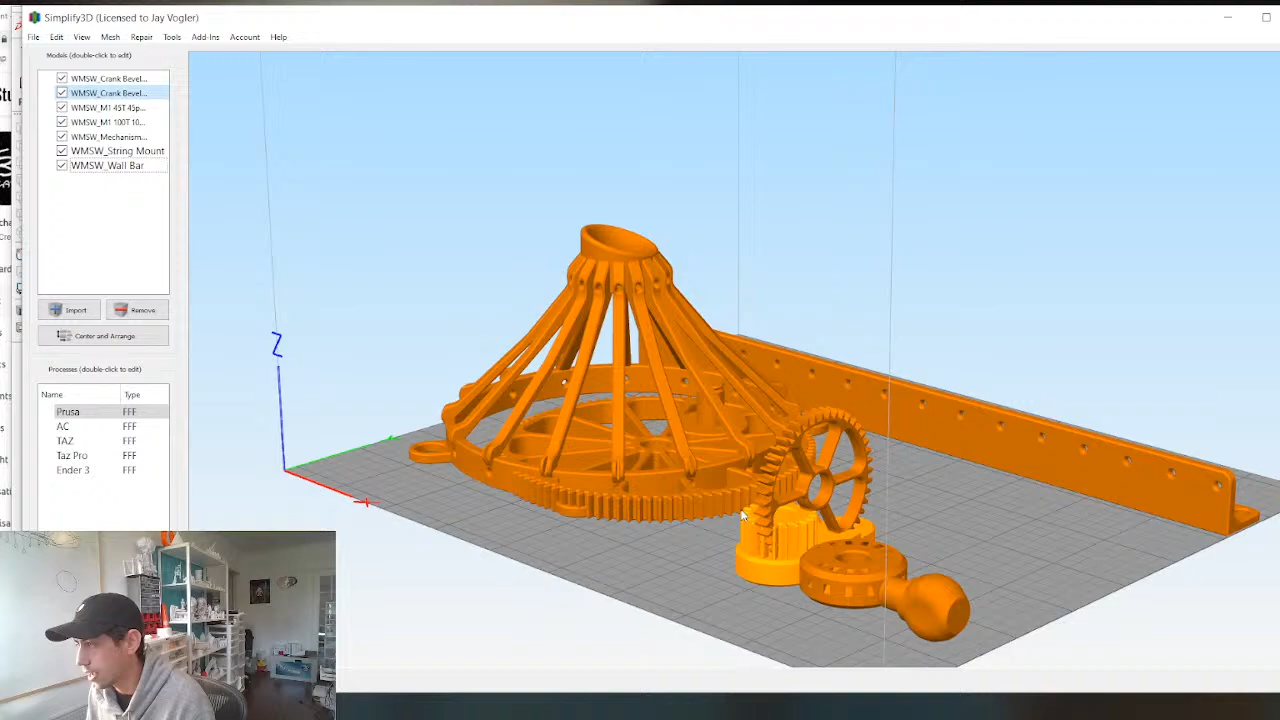 Simplify3D (Licensed to Jay Vogler)
File Edit View Mesh Repair Tools Add-Ins Account Help
Models (double-click to edit)
WMSW_Crank Bevel...
WMSW_Crank Bevel...
WMSW_M1 45T 45p...
WMSW_M1 100T 10...
WMSW_Mechanism...
WMSW_String Mount
WMSW_Wall Bar
Import Remove
Center and Arrange
Processes (double-click to edit)
Name Type
Prusa FFF
AC FFF
TAZ FFF
Taz Pro FFF
Ender 3 FFF
Z